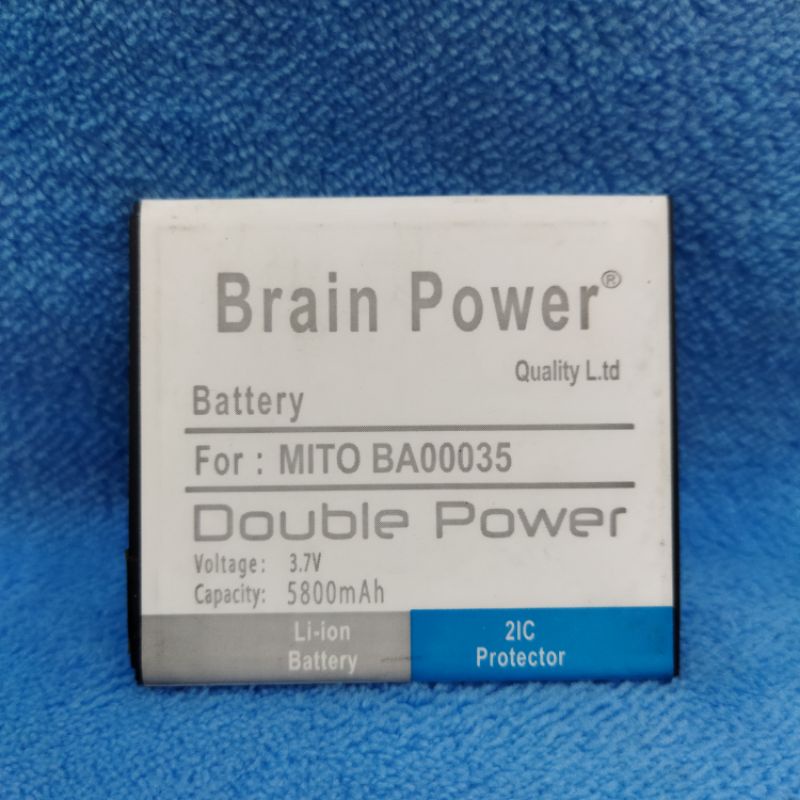 Brain Power®
Quality L.td
Battery
For : MITO BA00035
Double Power
Voltage: 3.7V
Capacity: 5800mAh
Li-ion
Battery
2IC
Protector